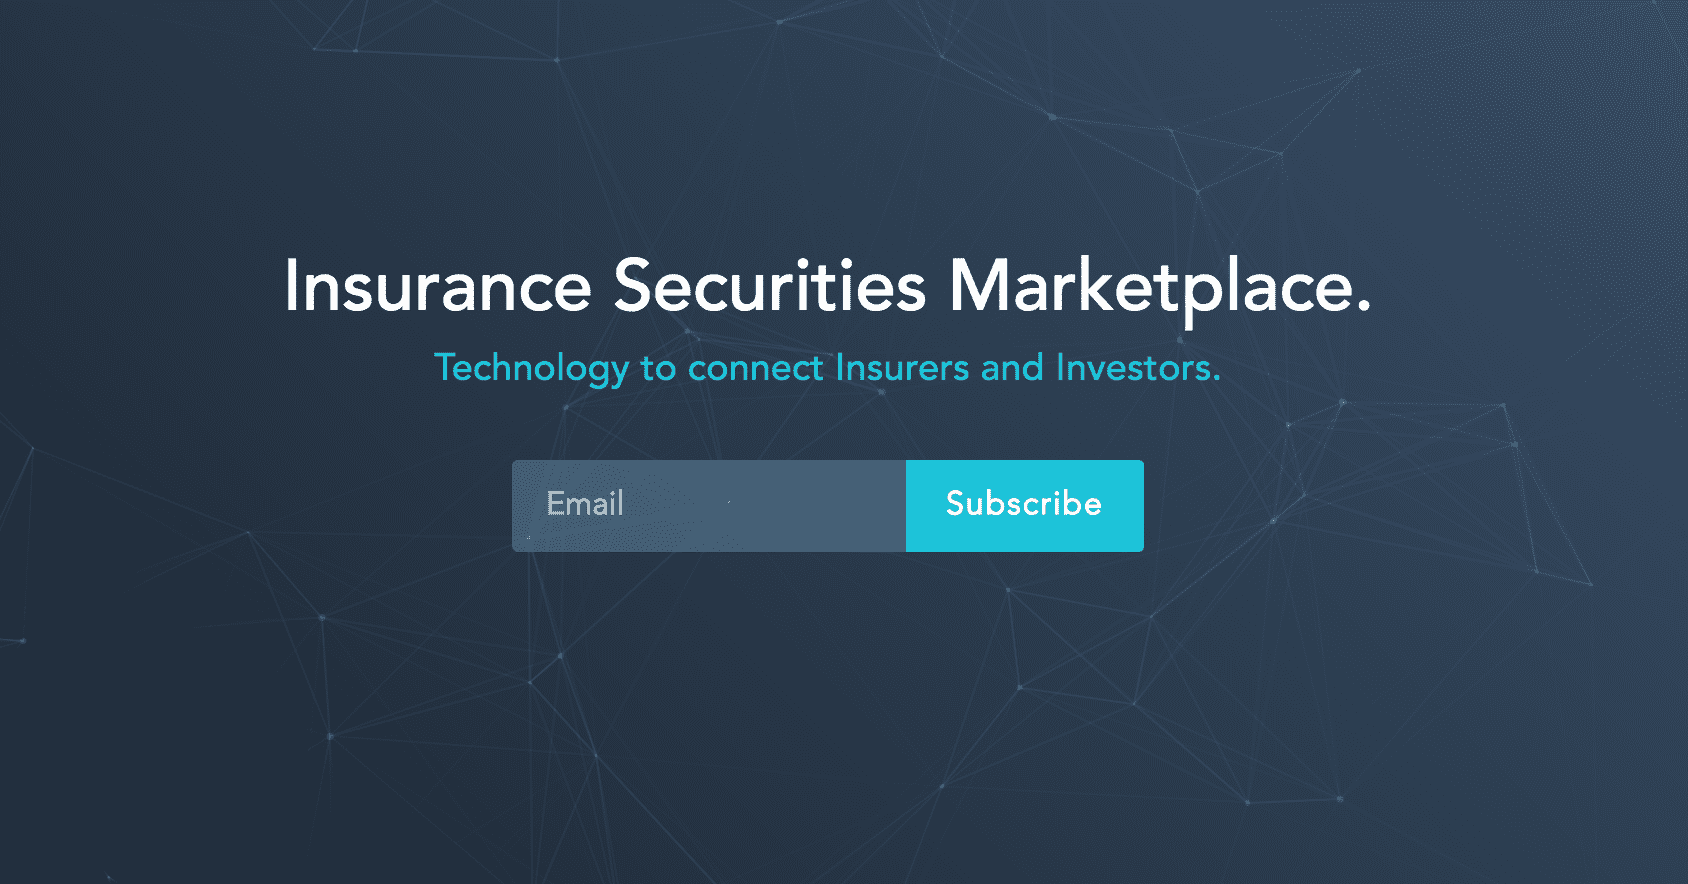 Insurance Securities Marketplace.
Technology to connect Insurers and Investors.
Email
Subscribe